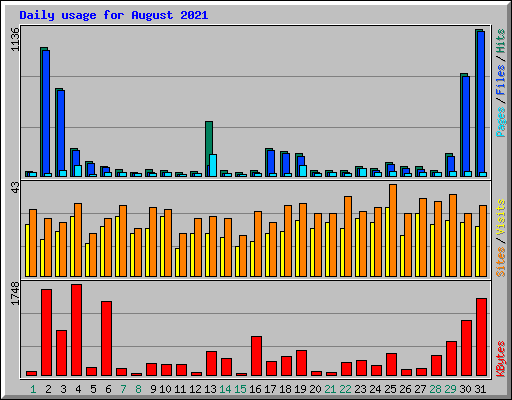 Daily usage for August 2021
1136
Pages / Files / Hits
43
Sites / Visits
1748
KBytes
1 2 3 4 5 6 7 8 9 10 11 12 13 14 15 16 17 18 19 20 21 22 23 24 25 26 27 28 29 30 31